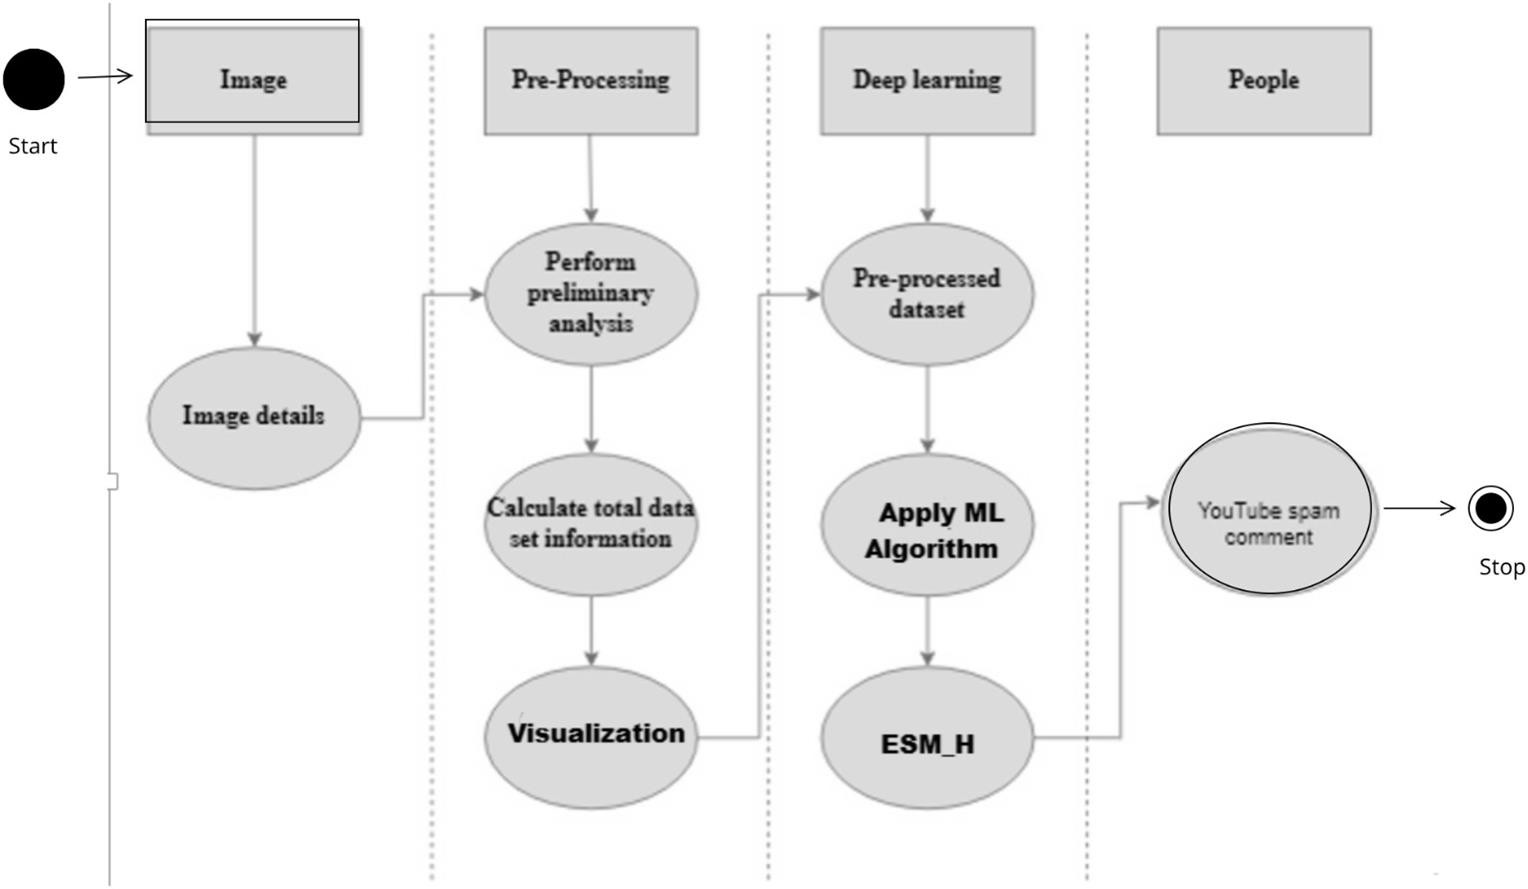 Start
Image
Image details
Pre-Processing
Perform
preliminary
analysis
Calculate total data
set information
Visualization
Deep learning
Pre-processed
dataset
Apply ML
Algorithm
ESM_H
People
YouTube spam
comment
Stop